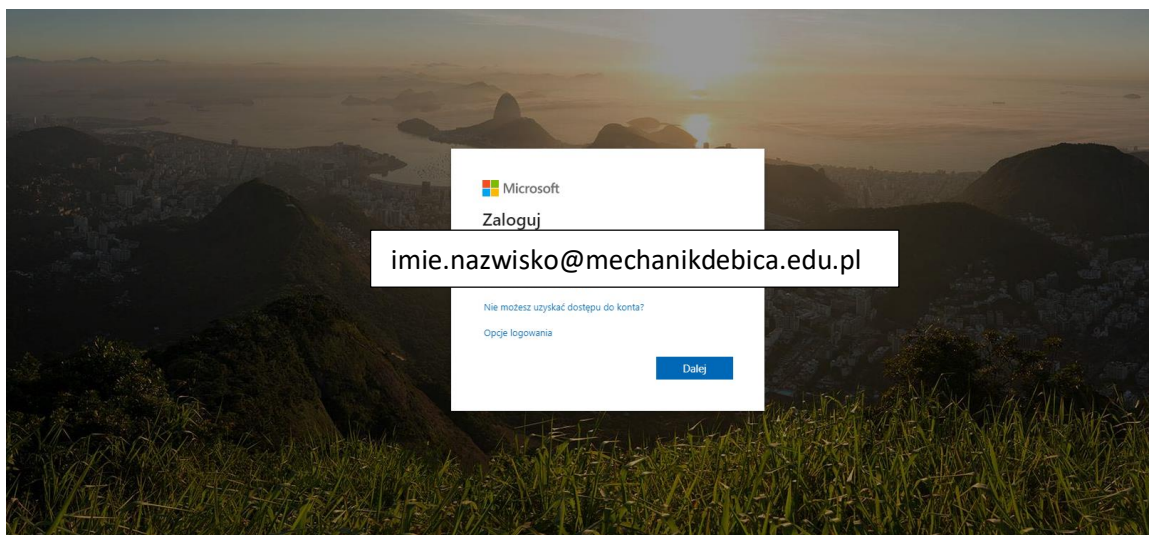 Microsoft
Zaloguj
imie.nazwisko@mechanikdebica.edu.pl
Nie możesz uzyskać dostępu do konta?
Opcje logowania
Dalej